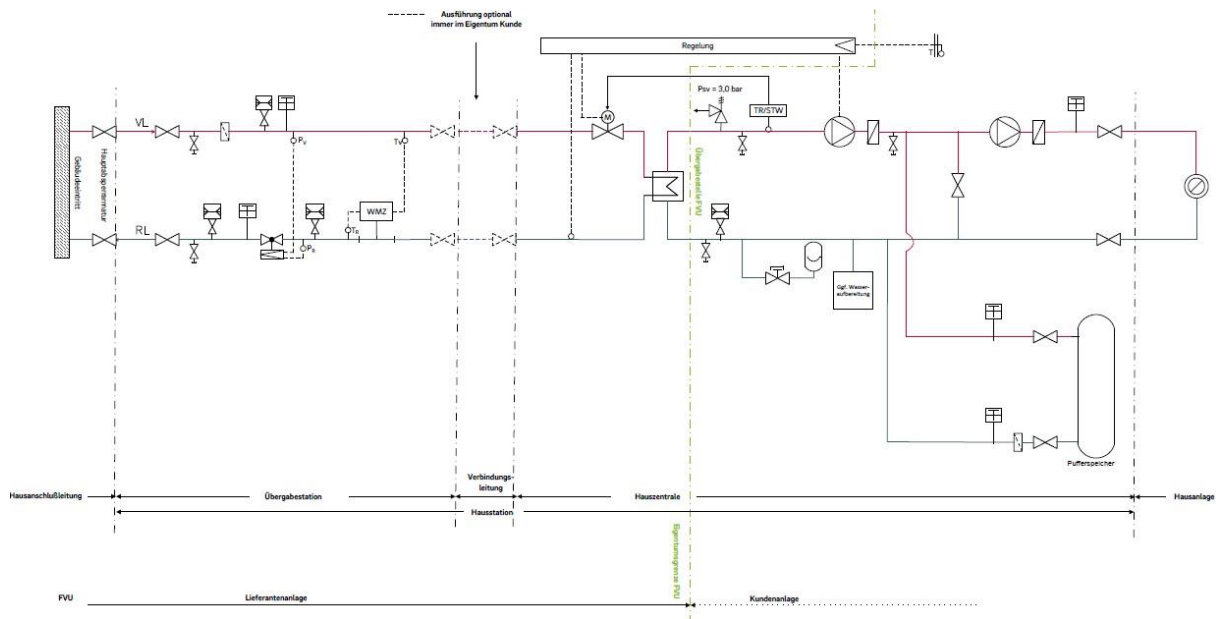 Ausführung optional
immer im Eigentum Kunde
Regelung
T
Psv = 3,0 bar
TR/STW
M
VL
PV
TV
Gebäudeeintritt
Hauptabsperrarmatur
Übergabestelle FVU
RL
WMZ
TR
PR
Ggf. Wasser-
aufbereitung
Pufferspeicher
Verbindungs-
leitung
Hausanschlußleitung
Übergabestation
Hauszentrale
Hausanlage
Hausstation
Eigentumsgrenze FVU
FVU
Lieferantenanlage
Kundenanlage